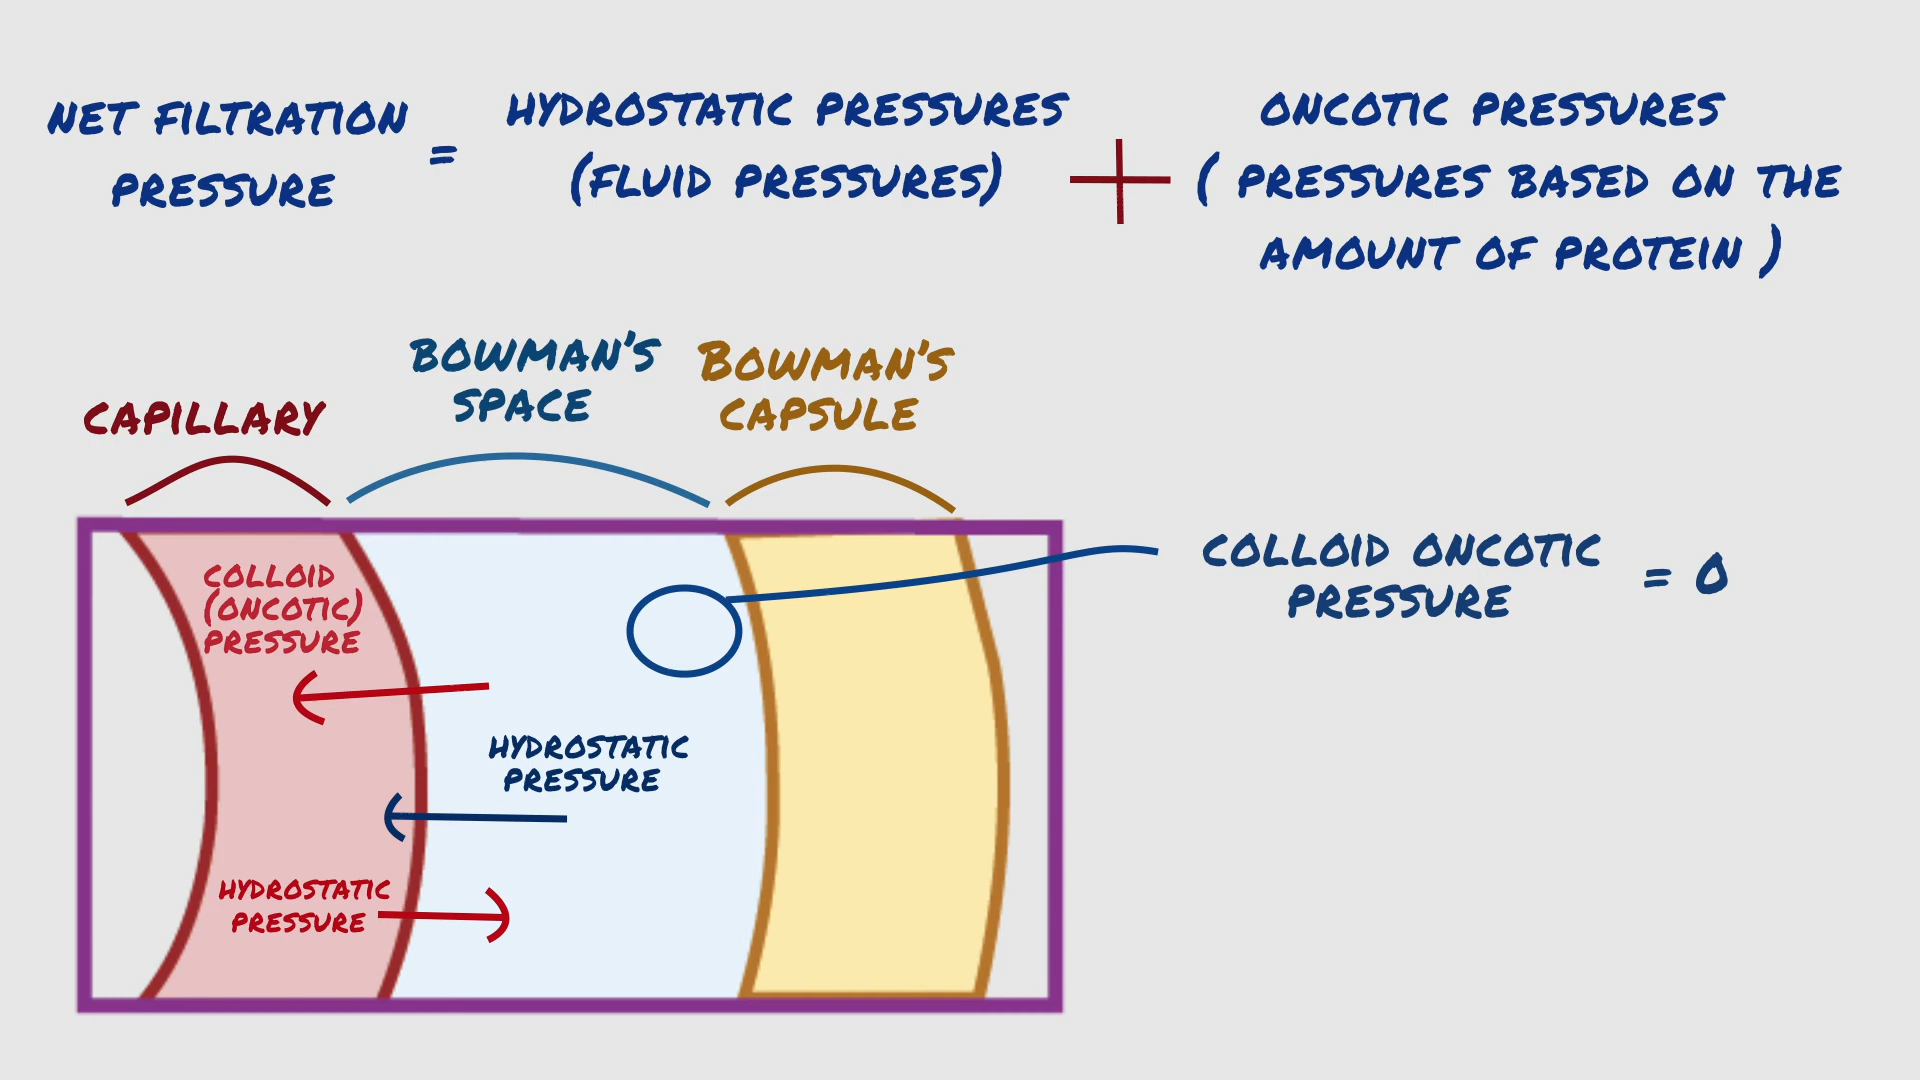 NET FILTRATION
PRESSURE
=
HYDROSTATIC PRESSURES
(FLUID PRESSURES)
+
ONCOTIC PRESSURES
( PRESSURES BASED ON THE
AMOUNT OF PROTEIN )
CAPILLARY
BOWMAN'S
SPACE
BOWMAN'S
CAPSULE
COLLOID
(ONCOTIC)
PRESSURE
HYDROSTATIC
PRESSURE
HYDROSTATIC
PRESSURE
COLLOID ONCOTIC
PRESSURE
= 0